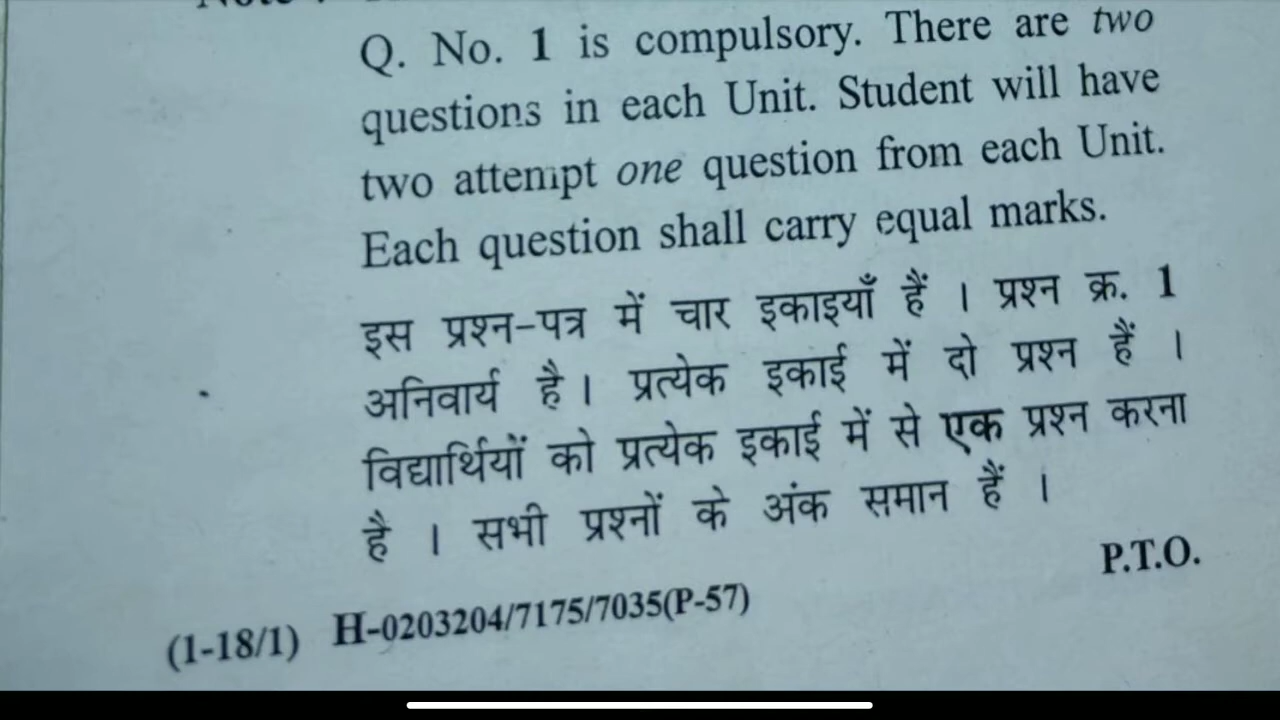 Q. No. 1 is compulsory. There are two
questions in each Unit. Student will have
two attempt one question from each Unit.
Each question shall carry equal marks.
इस प्रश्न-पत्र में चार इकाइयाँ हैं । प्रश्न क्र. 1
अनिवार्य है । प्रत्येक इकाई में दो प्रश्न हैं ।
विद्यार्थियों को प्रत्येक इकाई में से एक प्रश्न करना
है । सभी प्रश्नों के अंक समान हैं ।
P.T.O.
(1-18/1) H-0203204/7175/7035(P-57)